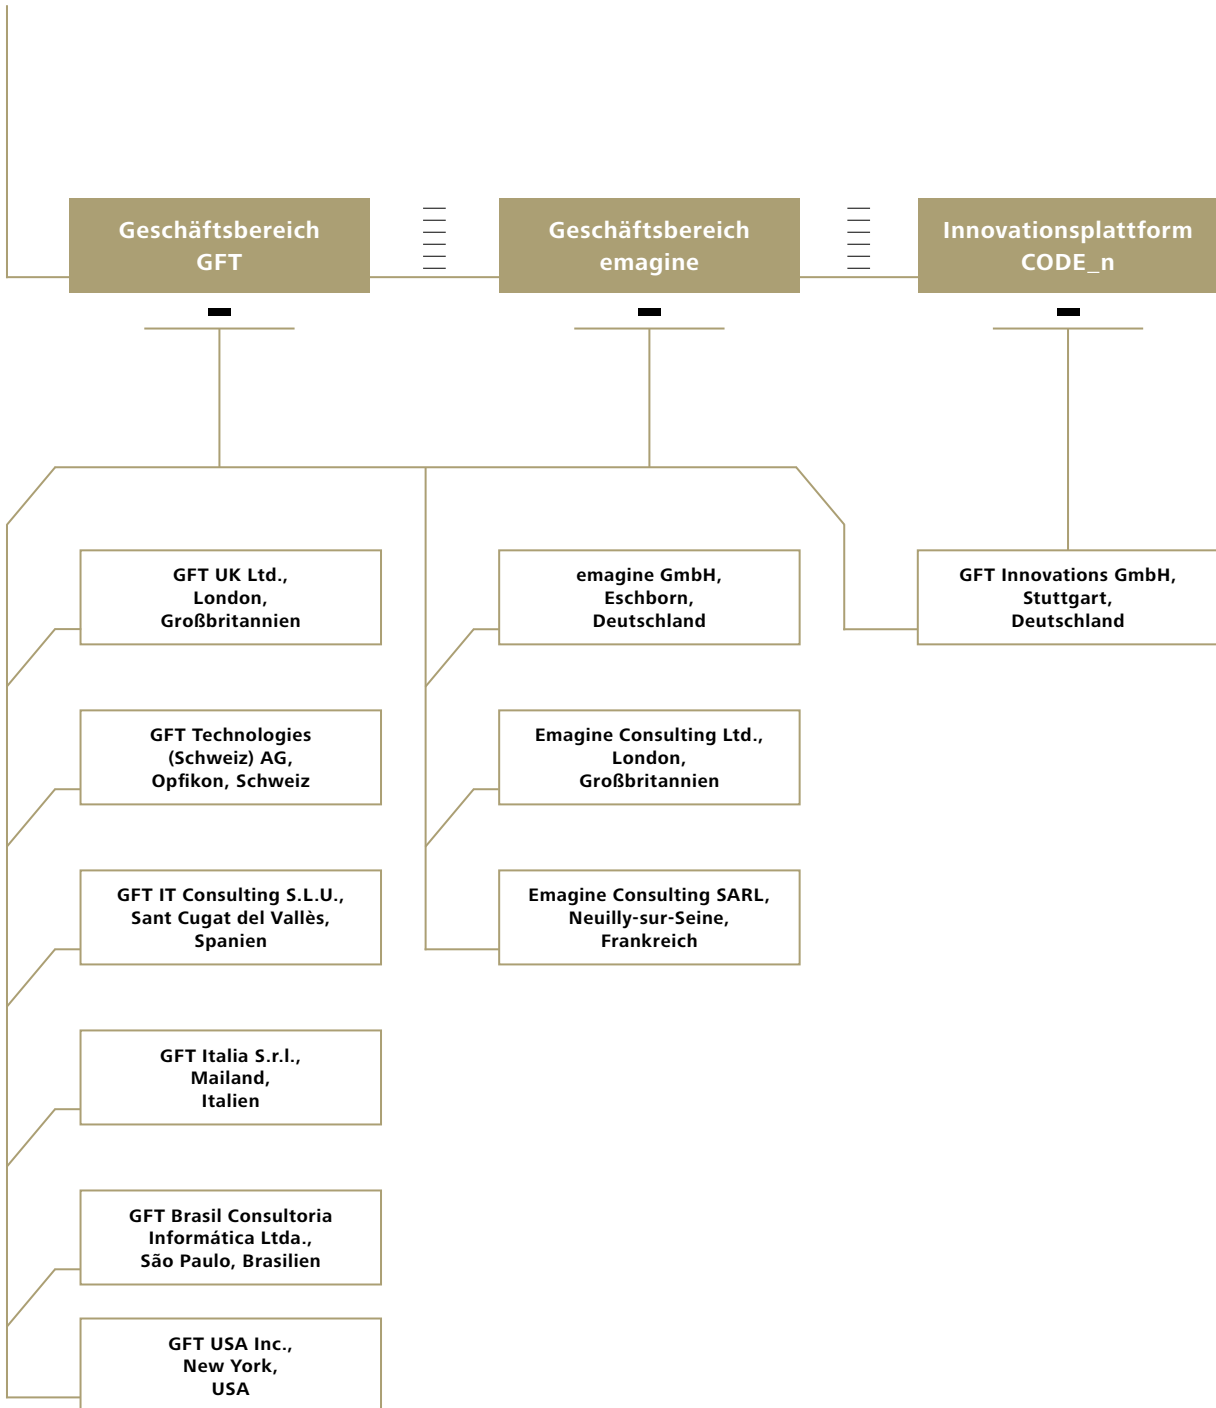 Geschäftsbereich
GFT
Geschäftsbereich
emagine
Innovationsplattform
CODE_n
GFT UK Ltd.,
London,
Großbritannien
emagine GmbH,
Eschborn,
Deutschland
GFT Innovations GmbH,
Stuttgart,
Deutschland
GFT Technologies
(Schweiz) AG,
Opfikon, Schweiz
Emagine Consulting Ltd.,
London,
Großbritannien
GFT IT Consulting S.L.U.,
Sant Cugat del Vallès,
Spanien
Emagine Consulting SARL,
Neuilly-sur-Seine,
Frankreich
GFT Italia S.r.l.,
Mailand,
Italien
GFT Brasil Consultoria
Informática Ltda.,
São Paulo, Brasilien
GFT USA Inc.,
New York,
USA